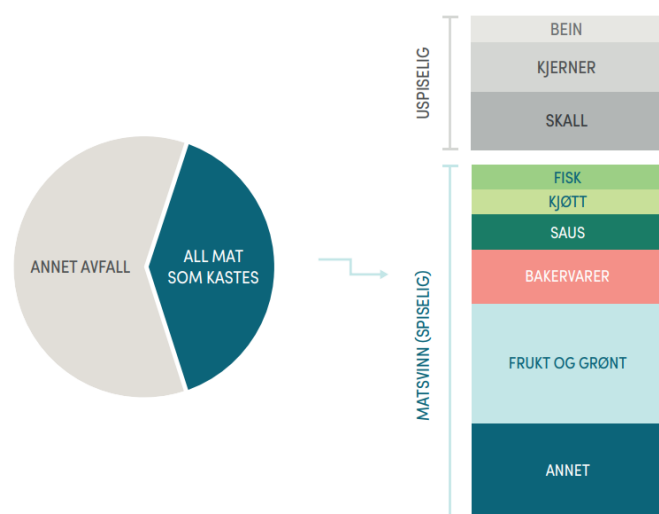 ANNET AVFALL
ALL MAT
SOM KASTES
USPISELIG
BEIN
KJERNER
SKALL
MATSVINN (SPISELIG)
FISK
KJØTT
SAUS
BAKERVARER
FRUKT OG GRØNT
ANNET